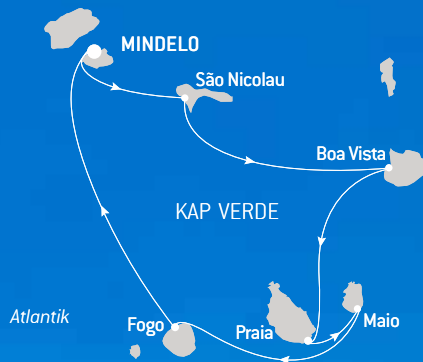 MINDELO
São Nicolau
Boa Vista
KAP VERDE
Atlantik
Fogo
Praia
Maio